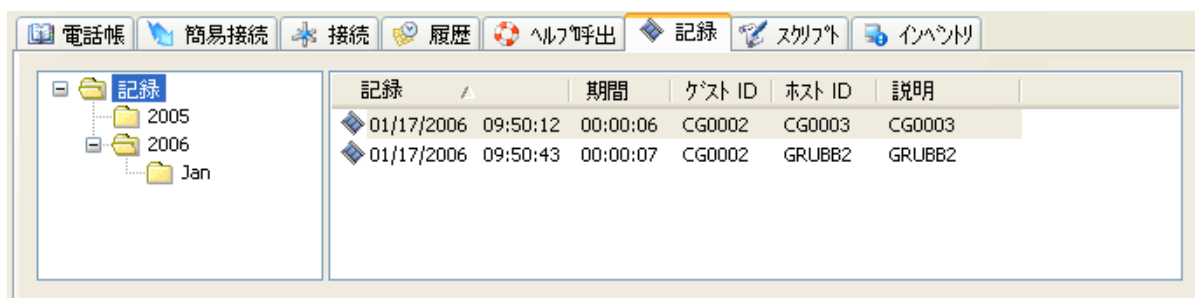 電話帳 簡易接続 接続 履歴 ﾍﾙﾌﾟ呼出 記録 ｽｸﾘﾌﾟﾄ ｲﾝﾍﾞﾝﾄﾘ
記録
2005
2006
Jan
記録 期間 ｹﾞｽﾄ ID ﾎｽﾄ ID 説明
01/17/2006 09:50:12 00:00:06 CG0002 CG0003 CG0003
01/17/2006 09:50:43 00:00:07 CG0002 GRUBB2 GRUBB2